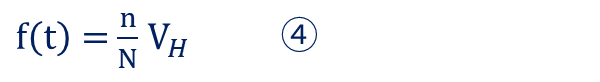 f(t) = n/N V_H ④